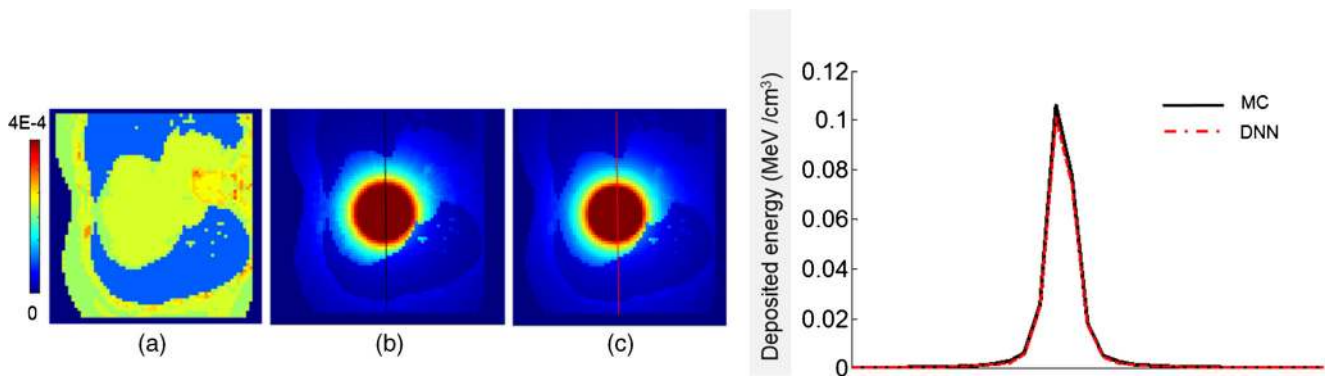 4E-4
0
(a)
(b)
(c)
Deposited energy (MeV /cm³)
0.12
0.1
0.08
0.06
0.04
0.02
0
MC
DNN